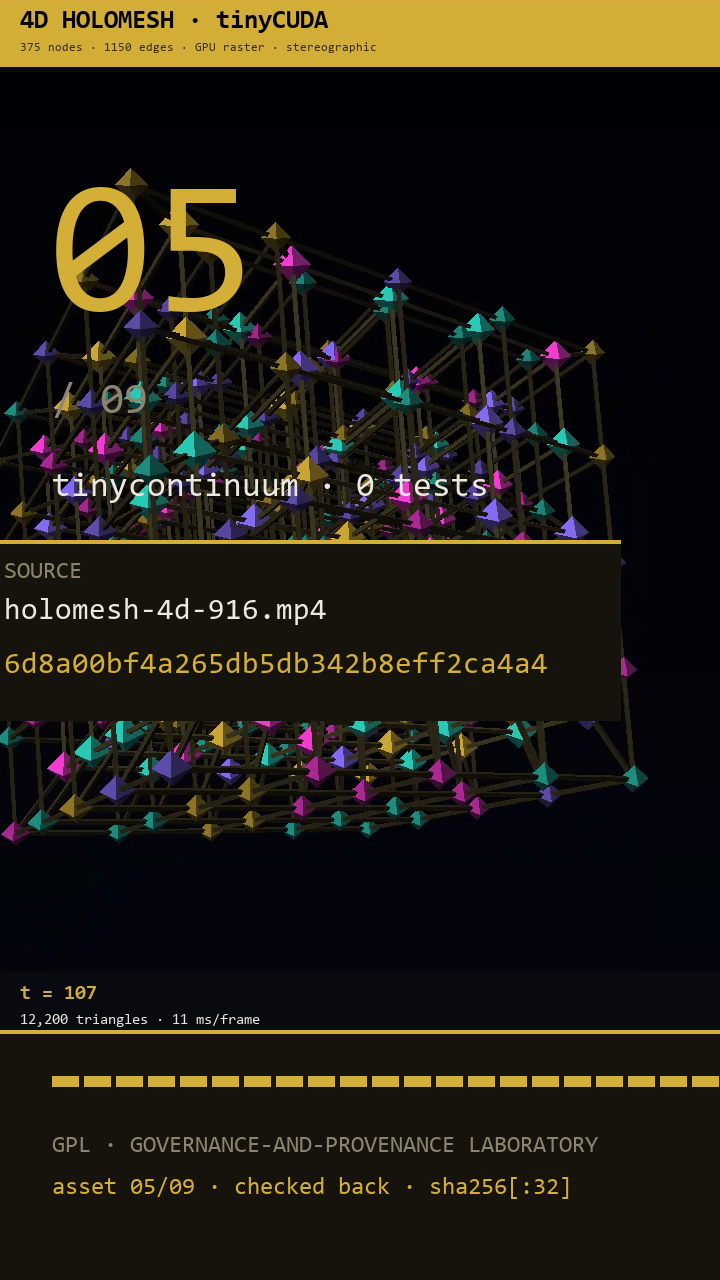 4D HOLOMESH · tinyCUDA
375 nodes · 1150 edges · GPU raster · stereographic
05
/ 09
tinycontinuum · 0 tests
SOURCE
holomesh-4d-916.mp4
6d8a00bf4a265db5db342b8eff2ca4a4
t = 107
12,200 triangles · 11 ms/frame
GPL · GOVERNANCE-AND-PROVENANCE LABORATORY
asset 05/09 · checked back · sha256[:32]